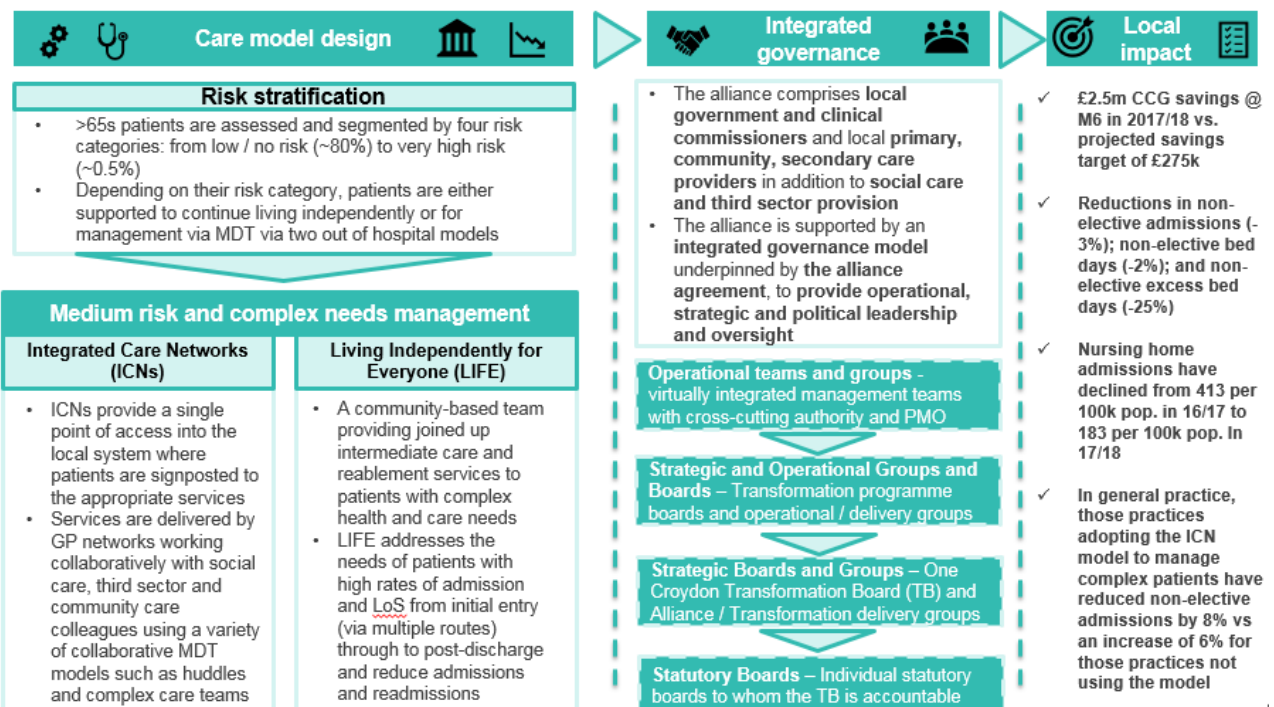 Care model design
Risk stratification
• >65s patients are assessed and segmented by four risk
categories: from low / no risk (~80%) to very high risk
(~0.5%)
• Depending on their risk category, patients are either
supported to continue living independently or for
management via MDT via two out of hospital models
Medium risk and complex needs management
Integrated Care Networks
(ICNs)
• ICNs provide a single
point of access into the
local system where
patients are signposted to
the appropriate services
• Services are delivered by
GP networks working
collaboratively with social
care, third sector and
community care
colleagues using a variety
of collaborative MDT
models such as huddles
and complex care teams
Living Independently for
Everyone (LIFE)
• A community-based team
providing joined up
intermediate care and
reablement services to
patients with complex
health and care needs
• LIFE addresses the
needs of patients with
high rates of admission
and LoS from initial entry
(via multiple routes)
through to post-discharge
and reduce admissions
and readmissions
Integrated
governance
• The alliance comprises local
government and clinical
commissioners and local primary,
community, secondary care
providers in addition to social care
and third sector provision
• The alliance is supported by an
integrated governance model
underpinned by the alliance
agreement, to provide operational,
strategic and political leadership
and oversight
Operational teams and groups -
virtually integrated management teams
with cross-cutting authority and PMO
Strategic and Operational Groups and
Boards – Transformation programme
boards and operational / delivery groups
Strategic Boards and Groups – One
Croydon Transformation Board (TB) and
Alliance / Transformation delivery groups
Statutory Boards – Individual statutory
boards to whom the TB is accountable
Local
impact
✓ £2.5m CCG savings @
M6 in 2017/18 vs.
projected savings
target of £275k
✓ Reductions in non-
elective admissions (-
3%); non-elective bed
days (-2%); and non-
elective excess bed
days (-25%)
✓ Nursing home
admissions have
declined from 413 per
100k pop. in 16/17 to
183 per 100k pop. In
17/18
✓ In general practice,
those practices
adopting the ICN
model to manage
complex patients have
reduced non-elective
admissions by 8% vs
an increase of 6% for
those practices not
using the model